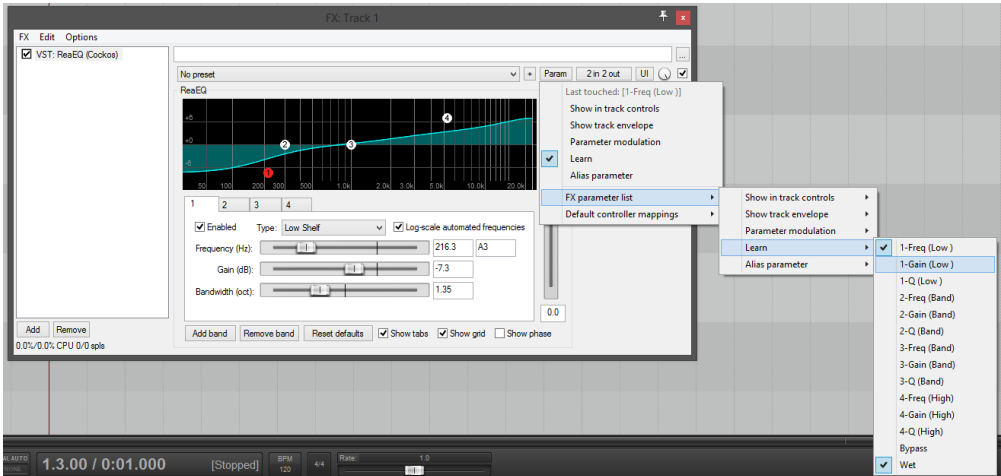 FX: Track 1
FX Edit Options
VST: ReaEQ (Cockos)
...
No preset
+ Param 2 in 2 out UI
ReaEQ
+6
+0
-6
1 2 3 4
50 100 200 300 500 1.0k 2.0k 3.0k 5.0k 10.0k 20.0k
1 2 3 4
Enabled Type: Low Shelf Log-scale automated frequencies
Frequency (Hz): 216.3 A3
Gain (dB): -7.3
Bandwidth (oct): 1.35
0.0
Add band Remove band Reset defaults Show tabs Show grid Show phase
Add Remove
0.0%/0.0% CPU 0/0 spls
Last touched: [1-Freq (Low )]
Show in track controls
Show track envelope
Parameter modulation
Learn
Alias parameter
FX parameter list
Default controller mappings
Show in track controls
Show track envelope
Parameter modulation
Learn
Alias parameter
1-Freq (Low )
1-Gain (Low )
1-Q (Low )
2-Freq (Band)
2-Gain (Band)
2-Q (Band)
3-Freq (Band)
3-Gain (Band)
3-Q (Band)
4-Freq (High)
4-Gain (High)
4-Q (High)
Bypass
Wet
AL AUTO
NONE
1.3.00 / 0:01.000 [Stopped]
BPM
120
4/4
Rate: 1.0